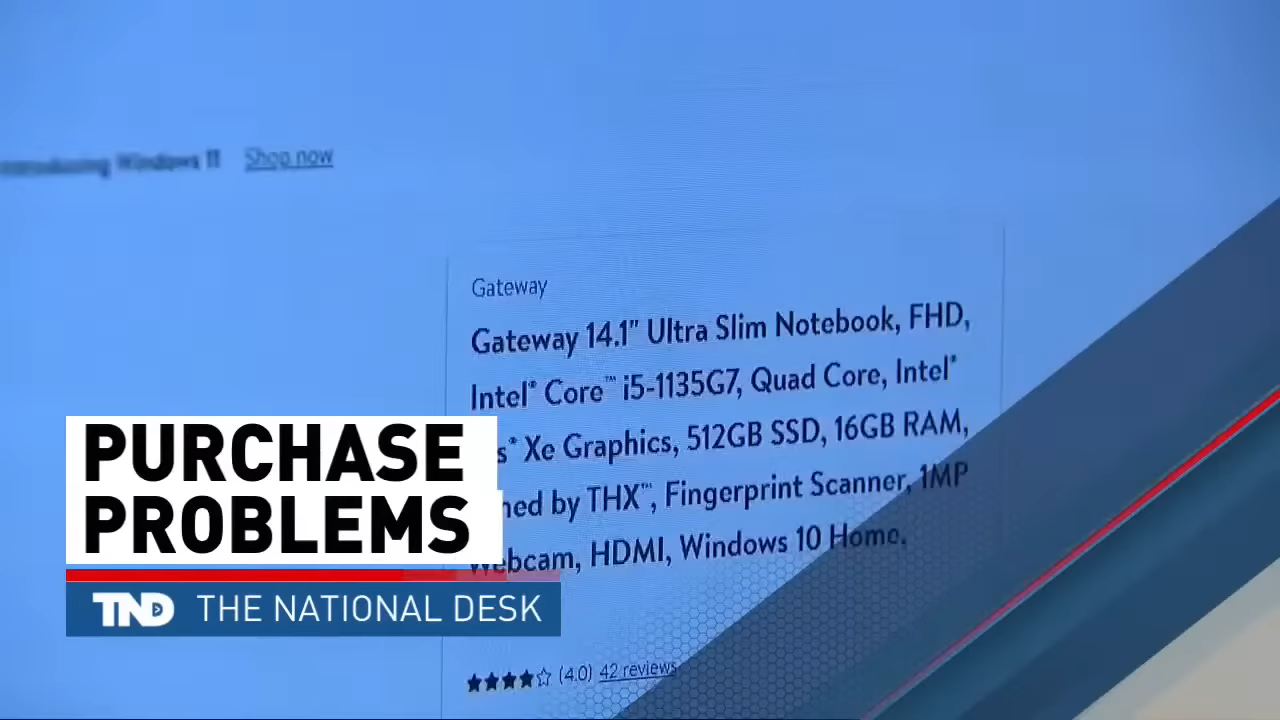 Introducing Windows 11 Shop now
Gateway
Gateway 14.1" Ultra Slim Notebook, FHD,
Intel® Core™ i5-1135G7, Quad Core, Intel®
s® Xe Graphics, 512GB SSD, 16GB RAM,
ned by THX™, Fingerprint Scanner, 1MP
Webcam, HDMI, Windows 10 Home,
(4.0) 42 reviews
PURCHASE
PROBLEMS
TND THE NATIONAL DESK